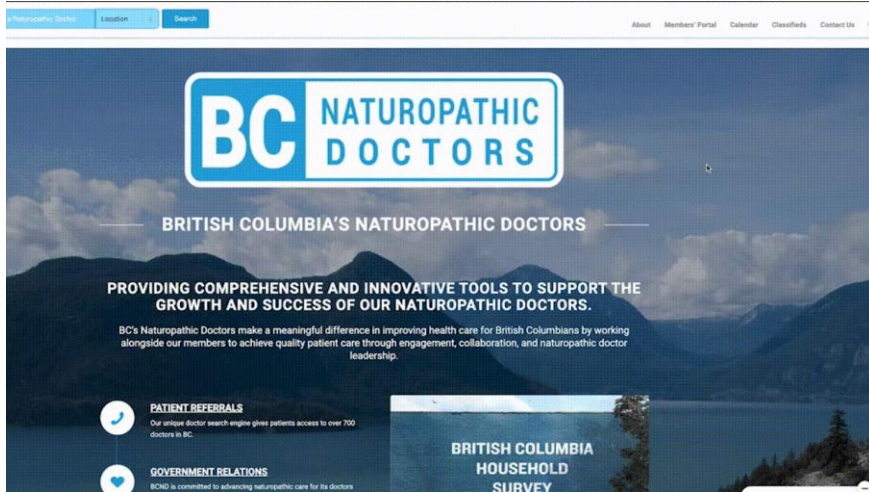 a Naturopathic Doctor Location Search
About Members' Portal Calendar Classifieds Contact Us
BC NATUROPATHIC
DOCTORS
BRITISH COLUMBIA'S NATUROPATHIC DOCTORS
PROVIDING COMPREHENSIVE AND INNOVATIVE TOOLS TO SUPPORT THE
GROWTH AND SUCCESS OF OUR NATUROPATHIC DOCTORS.
BC's Naturopathic Doctors make a meaningful difference in improving health care for British Columbians by working
alongside our members to achieve quality patient care through engagement, collaboration, and naturopathic doctor
leadership.
PATIENT REFERRALS
Our unique doctor search engine gives patients access to over 700
doctors in BC.
GOVERNMENT RELATIONS
BCND is committed to advancing naturopathic care for its doctors
BRITISH COLUMBIA
HOUSEHOLD
SURVEY